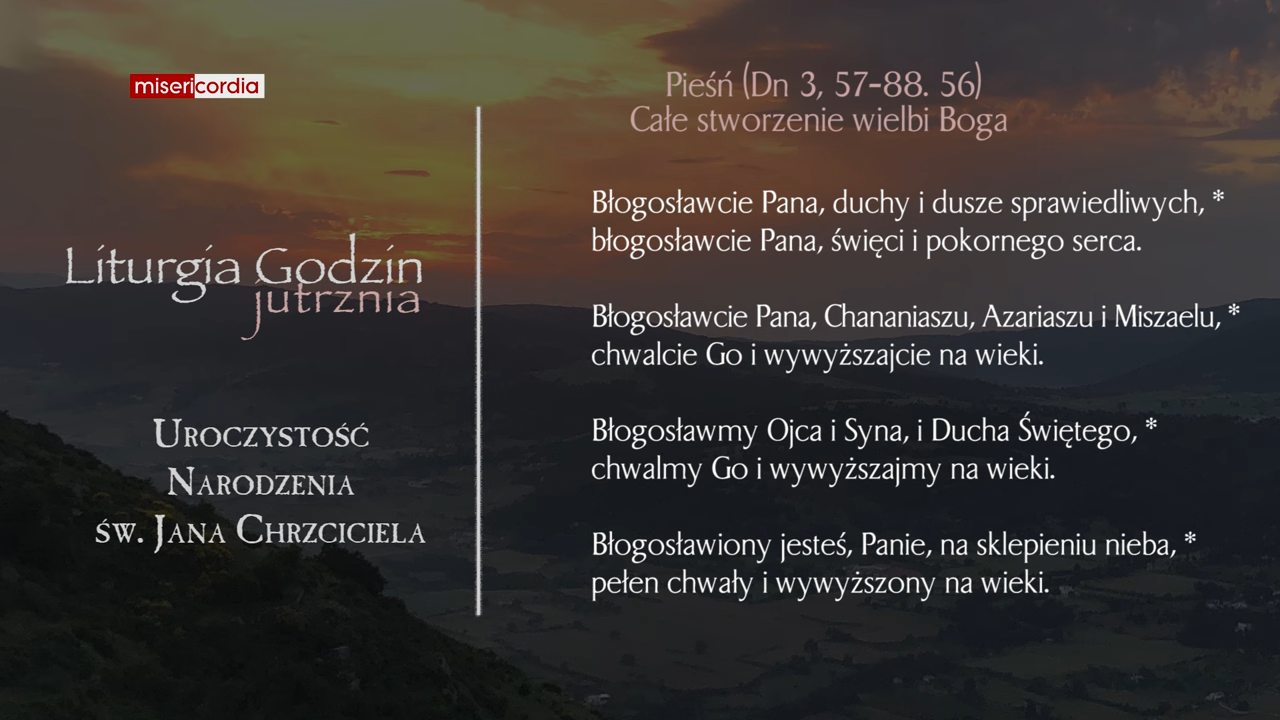 misericordia
Liturgia Godzin
jutrznia
Uroczystość
Narodzenia
św. Jana Chrzciciela
Pieśń (Dn 3, 57-88. 56)
Całe stworzenie wielbi Boga
Błogosławcie Pana, duchy i dusze sprawiedliwych, *
błogosławcie Pana, święci i pokornego serca.
Błogosławcie Pana, Chananiaszu, Azariaszu i Miszaelu, *
chwalcie Go i wywyższajcie na wieki.
Błogosławmy Ojca i Syna, i Ducha Świętego, *
chwalmy Go i wywyższajmy na wieki.
Błogosławiony jesteś, Panie, na sklepieniu nieba, *
pełen chwały i wywyższony na wieki.